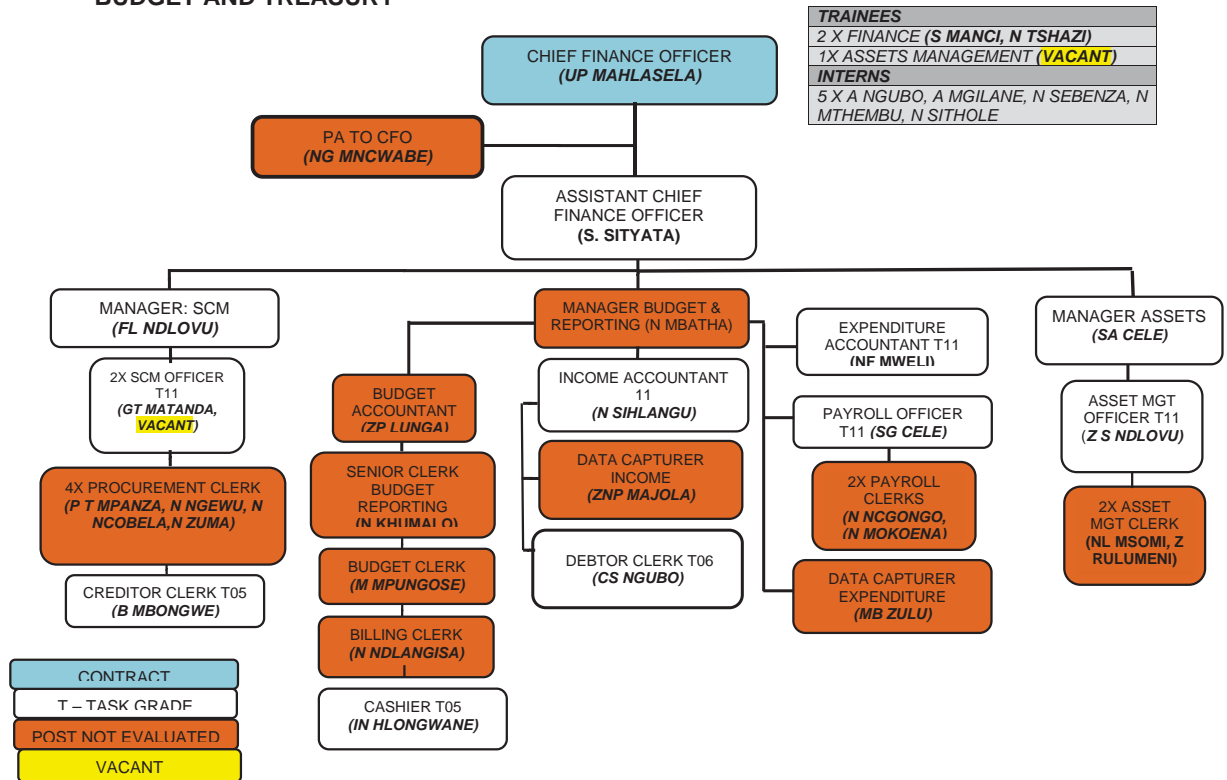 BUDGET AND TREASURY
TRAINEES
2 X FINANCE (S MANCI, N TSHAZI)
1X ASSETS MANAGEMENT (VACANT)
INTERNS
5 X A NGUBO, A MGILANE, N SEBENZA, N
MTHEMBU, N SITHOLE
CHIEF FINANCE OFFICER
(UP MAHLASELA)
PA TO CFO
(NG MNCWABE)
ASSISTANT CHIEF
FINANCE OFFICER
(S. SITYATA)
MANAGER: SCM
(FL NDLOVU)
2X SCM OFFICER
T11
(GT MATANDA,
VACANT)
4X PROCUREMENT CLERK
(P T MPANZA, N NGEWU, N
NCOBELA,N ZUMA)
CREDITOR CLERK T05
(B MBONGWE)
MANAGER BUDGET &
REPORTING (N MBATHA)
BUDGET
ACCOUNTANT
(ZP LUNGA)
SENIOR CLERK
BUDGET
REPORTING
(N KHUMALO)
BUDGET CLERK
(M MPUNGOSE)
BILLING CLERK
(N NDLANGISA)
CASHIER T05
(IN HLONGWANE)
INCOME ACCOUNTANT
11
(N SIHLANGU)
DATA CAPTURER
INCOME
(ZNP MAJOLA)
DEBTOR CLERK T06
(CS NGUBO)
EXPENDITURE
ACCOUNTANT T11
(NF MWELI)
PAYROLL OFFICER
T11 (SG CELE)
2X PAYROLL
CLERKS
(N NCGONGO,
(N MOKOENA)
DATA CAPTURER
EXPENDITURE
(MB ZULU)
MANAGER ASSETS
(SA CELE)
ASSET MGT
OFFICER T11
(Z S NDLOVU)
2X ASSET
MGT CLERK
(NL MSOMI, Z
RULUMENI)
CONTRACT
T – TASK GRADE
POST NOT EVALUATED
VACANT